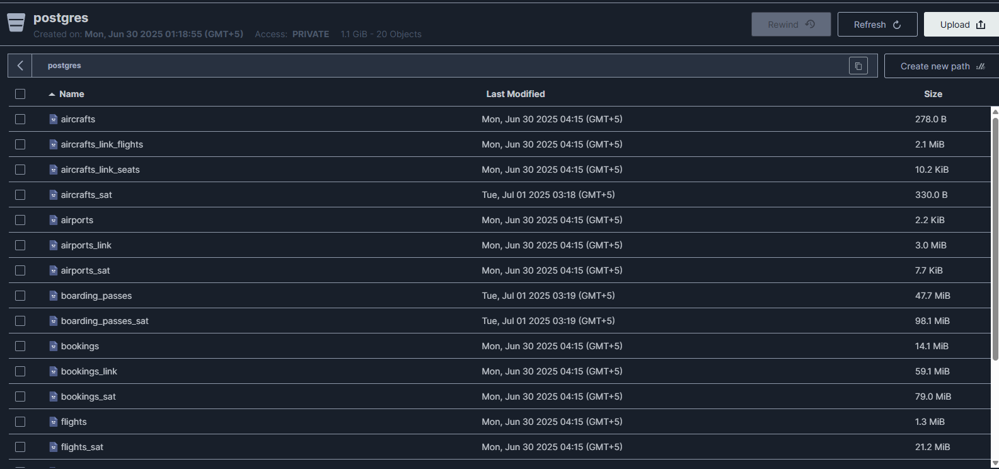 postgres
Created on: Mon, Jun 30 2025 01:18:55 (GMT+5) Access: PRIVATE 1.1 GiB - 20 Objects
Rewind Refresh Upload
postgres
Create new path
Name Last Modified Size
aircrafts Mon, Jun 30 2025 04:15 (GMT+5) 278.0 B
aircrafts_link_flights Mon, Jun 30 2025 04:15 (GMT+5) 2.1 MiB
aircrafts_link_seats Mon, Jun 30 2025 04:15 (GMT+5) 10.2 KiB
aircrafts_sat Tue, Jul 01 2025 03:18 (GMT+5) 330.0 B
airports Mon, Jun 30 2025 04:15 (GMT+5) 2.2 KiB
airports_link Mon, Jun 30 2025 04:15 (GMT+5) 3.0 MiB
airports_sat Mon, Jun 30 2025 04:15 (GMT+5) 7.7 KiB
boarding_passes Tue, Jul 01 2025 03:19 (GMT+5) 47.7 MiB
boarding_passes_sat Tue, Jul 01 2025 03:19 (GMT+5) 98.1 MiB
bookings Mon, Jun 30 2025 04:15 (GMT+5) 14.1 MiB
bookings_link Mon, Jun 30 2025 04:15 (GMT+5) 59.1 MiB
bookings_sat Mon, Jun 30 2025 04:15 (GMT+5) 79.0 MiB
flights Mon, Jun 30 2025 04:15 (GMT+5) 1.3 MiB
flights_sat Mon, Jun 30 2025 04:15 (GMT+5) 21.2 MiB